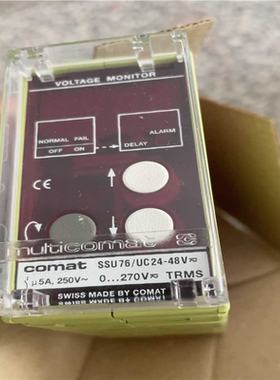 VOLTAGE MONITOR
NORMAL FAIL
OFF ON
ALARM
DELAY
CE
multicomat
comat SSU76/UC24-48V≂
µ5A, 250V~ 0...270V≂ TRMS
SWISS MADE BY COMAT